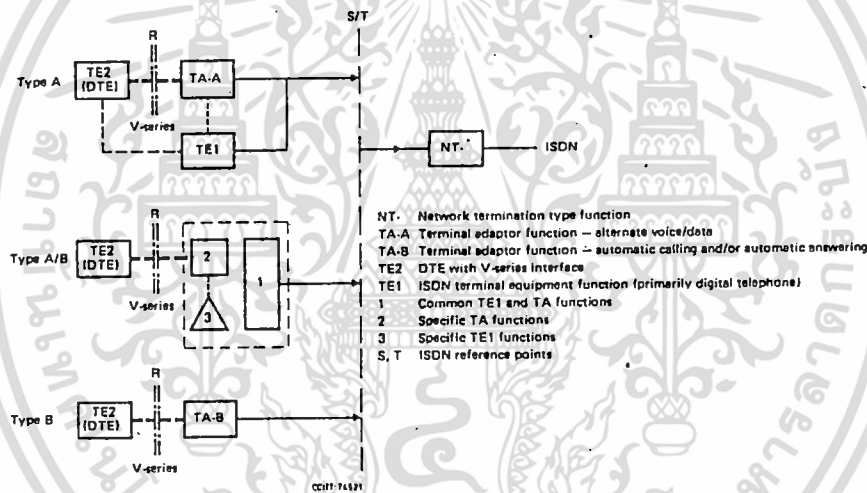 S/T
R
Type A
TE2
(DTE)
TA-A
V-series
TE1
NT-
ISDN
R
Type A/B
TE2
(DTE)
2
1
3
V-series
NT- Network termination type function
TA-A Terminal adaptor function – alternate voice/data
TA-B Terminal adaptor function – automatic calling and/or automatic answering
TE2 DTE with V-series Interface
TE1 ISDN terminal equipment function (primarily digital telephone)
1 Common TE1 and TA functions
2 Specific TA functions
3 Specific TE1 functions
S, T ISDN reference points
R
Type B
TE2
(DTE)
TA-B
V-series
CCITT-74521